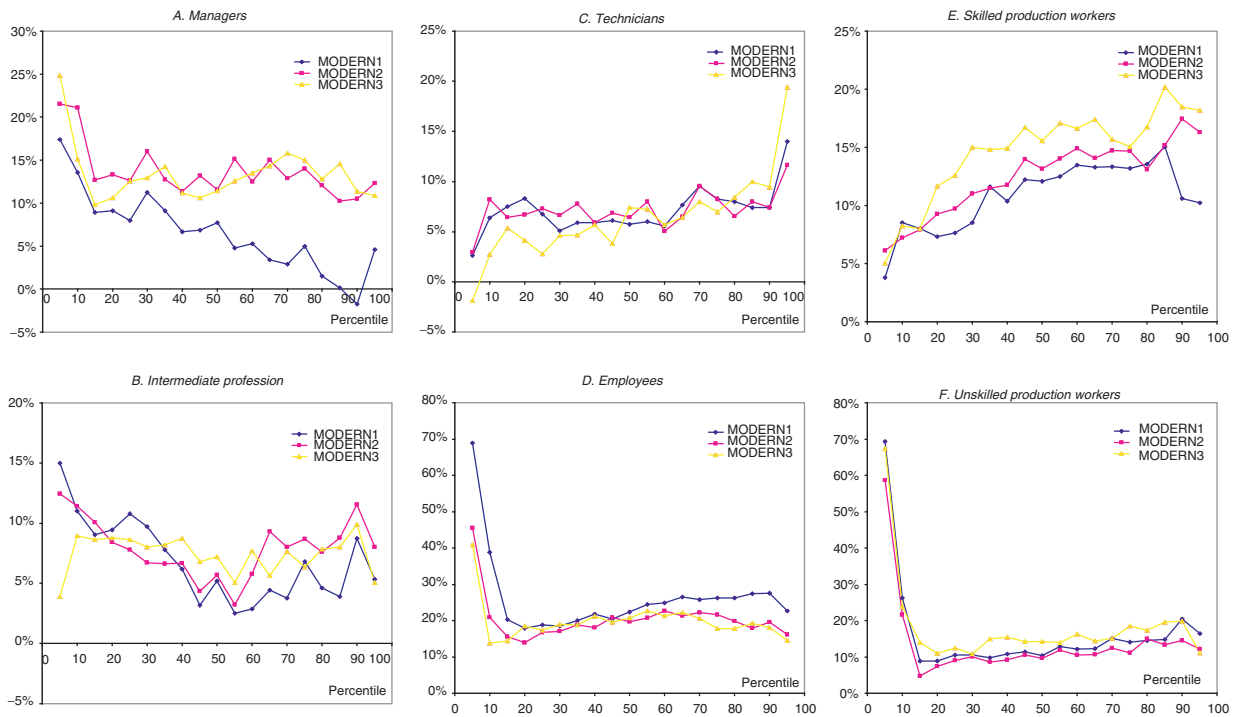 A. Managers
30%
25%
20%
15%
10%
5%
0%
–5%
0 10 20 30 40 50 60 70 80 90 100
Percentile
MODERN1
MODERN2
MODERN3
C. Technicians
25%
20%
15%
10%
5%
0%
–5%
0 10 20 30 40 50 60 70 80 90 100
Percentile
MODERN1
MODERN2
MODERN3
E. Skilled production workers
25%
20%
15%
10%
5%
0%
0 10 20 30 40 50 60 70 80 90 100
Percentile
MODERN1
MODERN2
MODERN3
B. Intermediate profession
20%
15%
10%
5%
0%
–5%
0 10 20 30 40 50 60 70 80 90 100
Percentile
MODERN1
MODERN2
MODERN3
D. Employees
80%
70%
60%
50%
40%
30%
20%
10%
0%
0 10 20 30 40 50 60 70 80 90 100
Percentile
MODERN1
MODERN2
MODERN3
F. Unskilled production workers
80%
70%
60%
50%
40%
30%
20%
10%
0%
0 10 20 30 40 50 60 70 80 90 100
Percentile
MODERN1
MODERN2
MODERN3